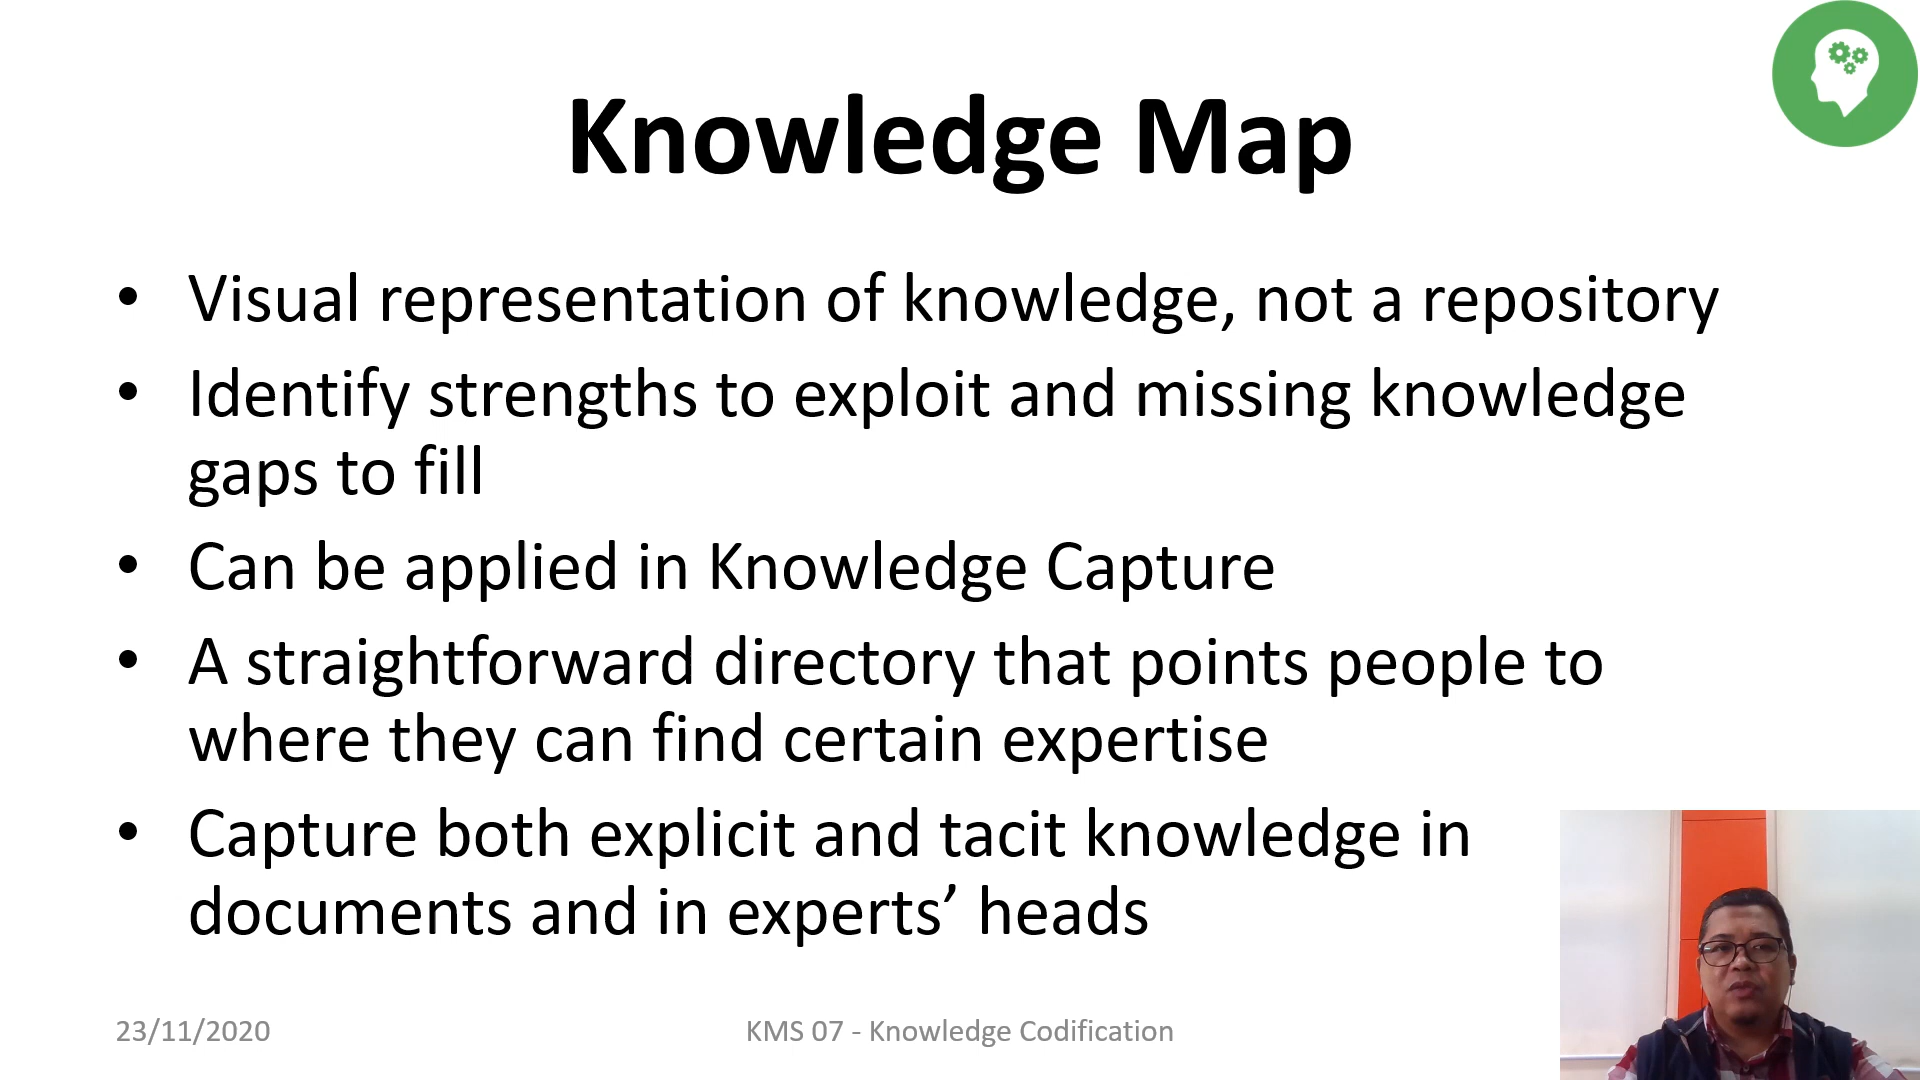 Knowledge Map
• Visual representation of knowledge, not a repository
• Identify strengths to exploit and missing knowledge
gaps to fill
• Can be applied in Knowledge Capture
• A straightforward directory that points people to
where they can find certain expertise
• Capture both explicit and tacit knowledge in
documents and in experts’ heads
23/11/2020
KMS 07 - Knowledge Codification